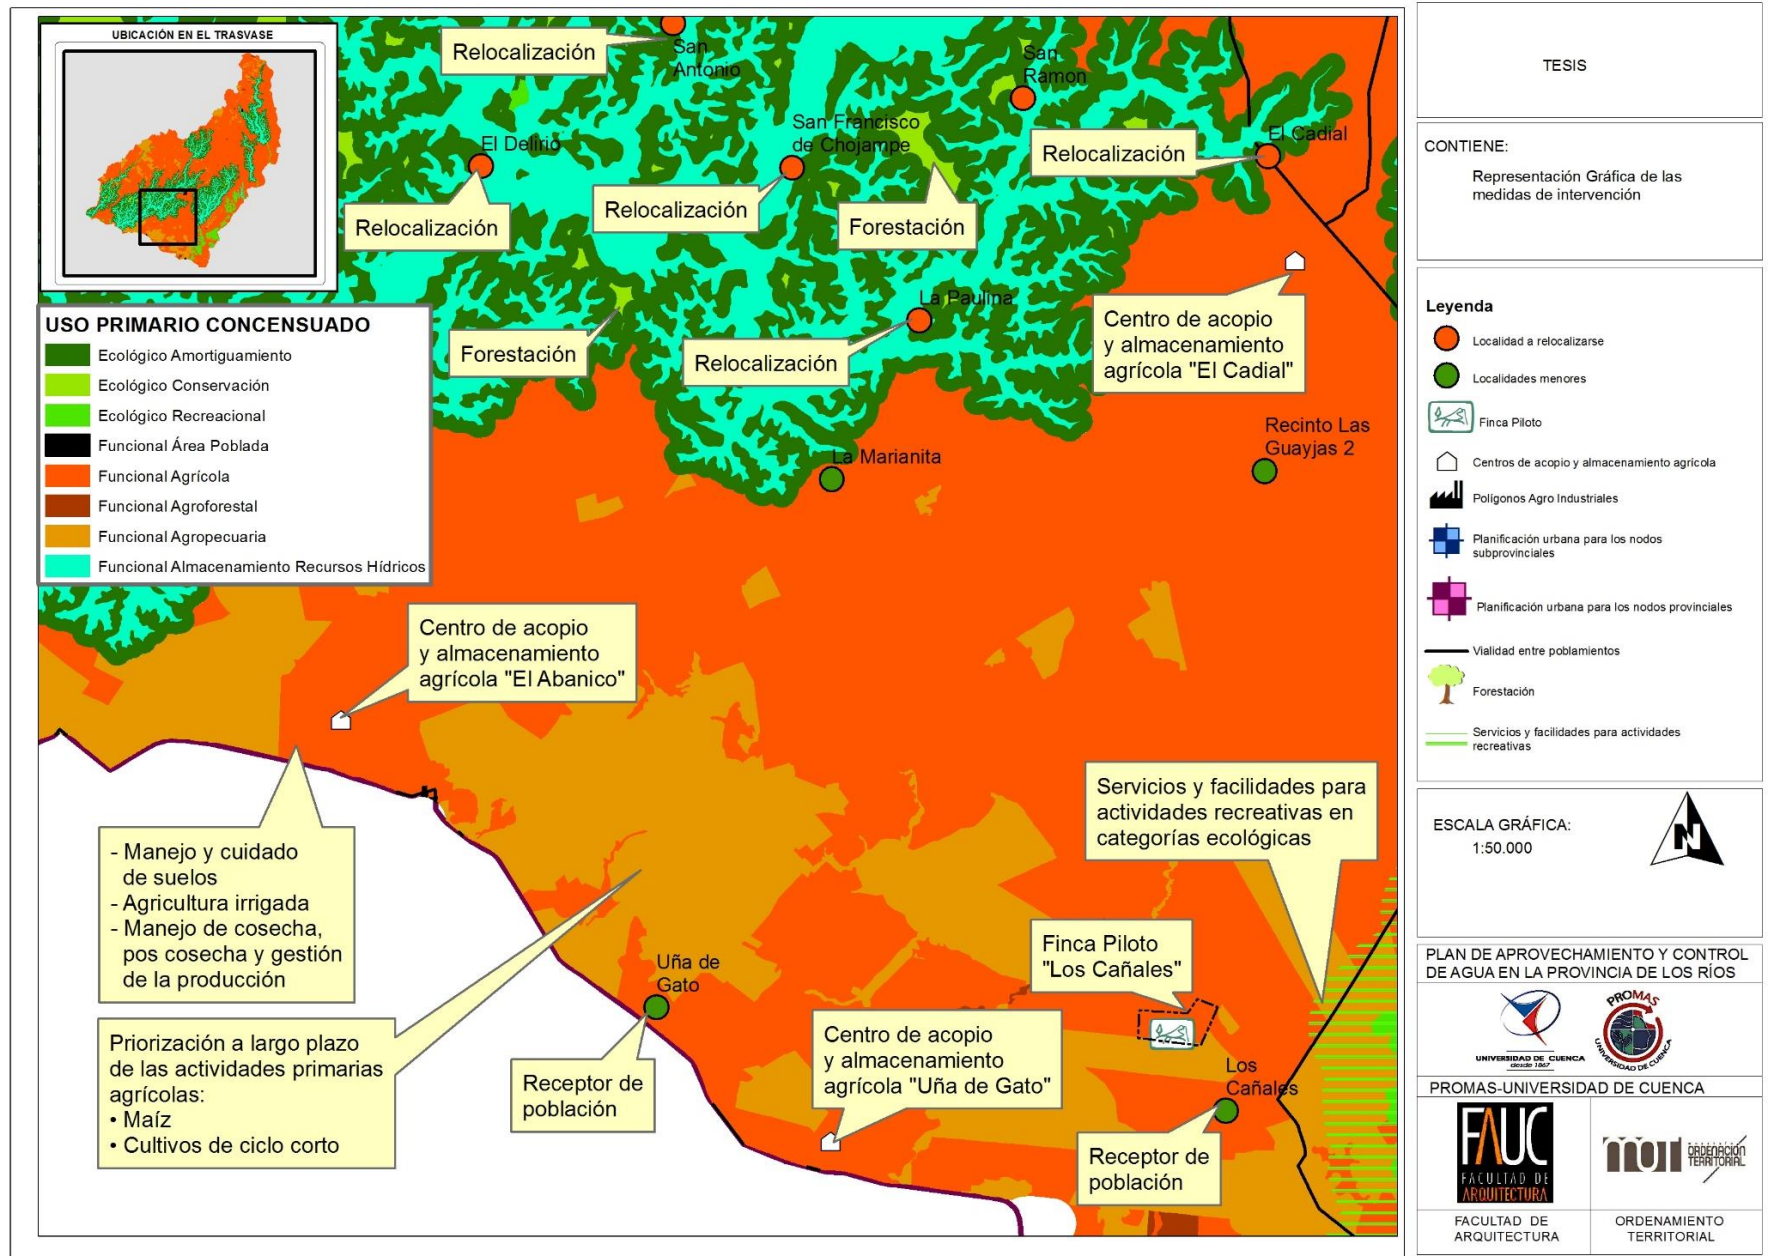 UBICACIÓN EN EL TRASVASE
USO PRIMARIO CONCENSUADO
Ecológico Amortiguamiento
Ecológico Conservación
Ecológico Recreacional
Funcional Área Poblada
Funcional Agrícola
Funcional Agroforestal
Funcional Agropecuaria
Funcional Almacenamiento Recursos Hídricos
Relocalización
San
Antonio
San
Ramon
El Delirio
San Francisco
de Chojampe
El Cadial
Relocalización
Relocalización
Relocalización
Forestación
Forestación
La Paulina
Relocalización
Centro de acopio
y almacenamiento
agrícola "El Cadial"
La Marianita
Recinto Las
Guayjas 2
Centro de acopio
y almacenamiento
agrícola "El Abanico"
- Manejo y cuidado
de suelos
- Agricultura irrigada
- Manejo de cosecha,
pos cosecha y gestión
de la producción
Priorización a largo plazo
de las actividades primarias
agrícolas:
• Maíz
• Cultivos de ciclo corto
Uña de
Gato
Receptor de
población
Centro de acopio
y almacenamiento
agrícola "Uña de Gato"
Servicios y facilidades para
actividades recreativas en
categorías ecológicas
Finca Piloto
"Los Cañales"
Los
Cañales
Receptor de
población
TESIS
CONTIENE:
Representación Gráfica de las
medidas de intervención
Leyenda
Localidad a relocalizarse
Localidades menores
Finca Piloto
Centros de acopio y almacenamiento agrícola
Polígonos Agro Industriales
Planificación urbana para los nodos
subprovinciales
Planificación urbana para los nodos provinciales
Vialidad entre poblamientos
Forestación
Servicios y facilidades para actividades
recreativas
ESCALA GRÁFICA:
1:50.000
N
PLAN DE APROVECHAMIENTO Y CONTROL
DE AGUA EN LA PROVINCIA DE LOS RÍOS
UNIVERSIDAD DE CUENCA
desde 1867
PROMAS
UNIVERSIDAD DE CUENCA
PROMAS-UNIVERSIDAD DE CUENCA
FAUC
FACULTAD DE
ARQUITECTURA
MOT
ORDENACIÓN
TERRITORIAL
FACULTAD DE
ARQUITECTURA
ORDENAMIENTO
TERRITORIAL